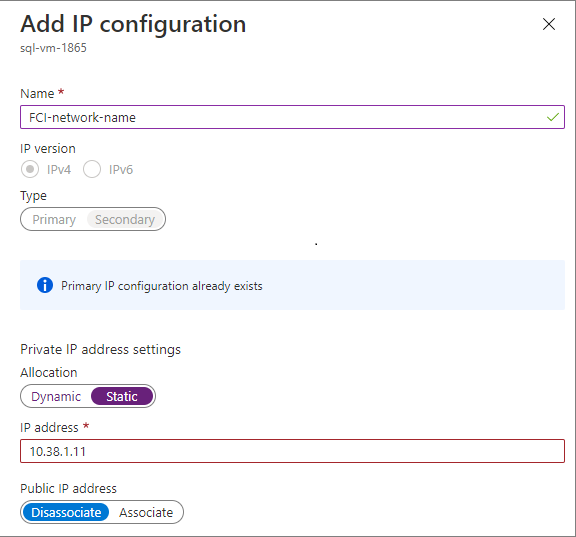 Add IP configuration
sql-vm-1865
Name *
FCI-network-name
IP version
IPv4 IPv6
Type
Primary Secondary
.
Primary IP configuration already exists
Private IP address settings
Allocation
Dynamic Static
IP address *
10.38.1.11
Public IP address
Disassociate Associate